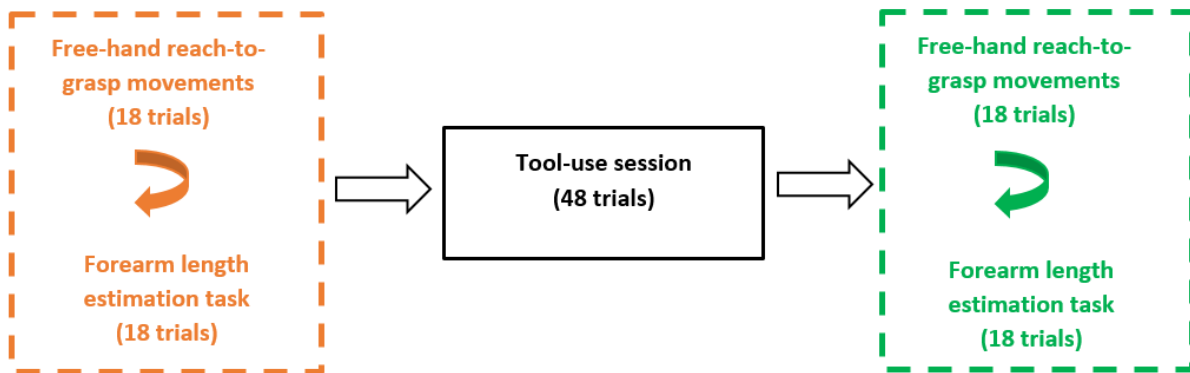 Free-hand reach-to-
grasp movements
(18 trials)
Forearm length
estimation task
(18 trials)
Tool-use session
(48 trials)
Free-hand reach-to-
grasp movements
(18 trials)
Forearm length
estimation task
(18 trials)